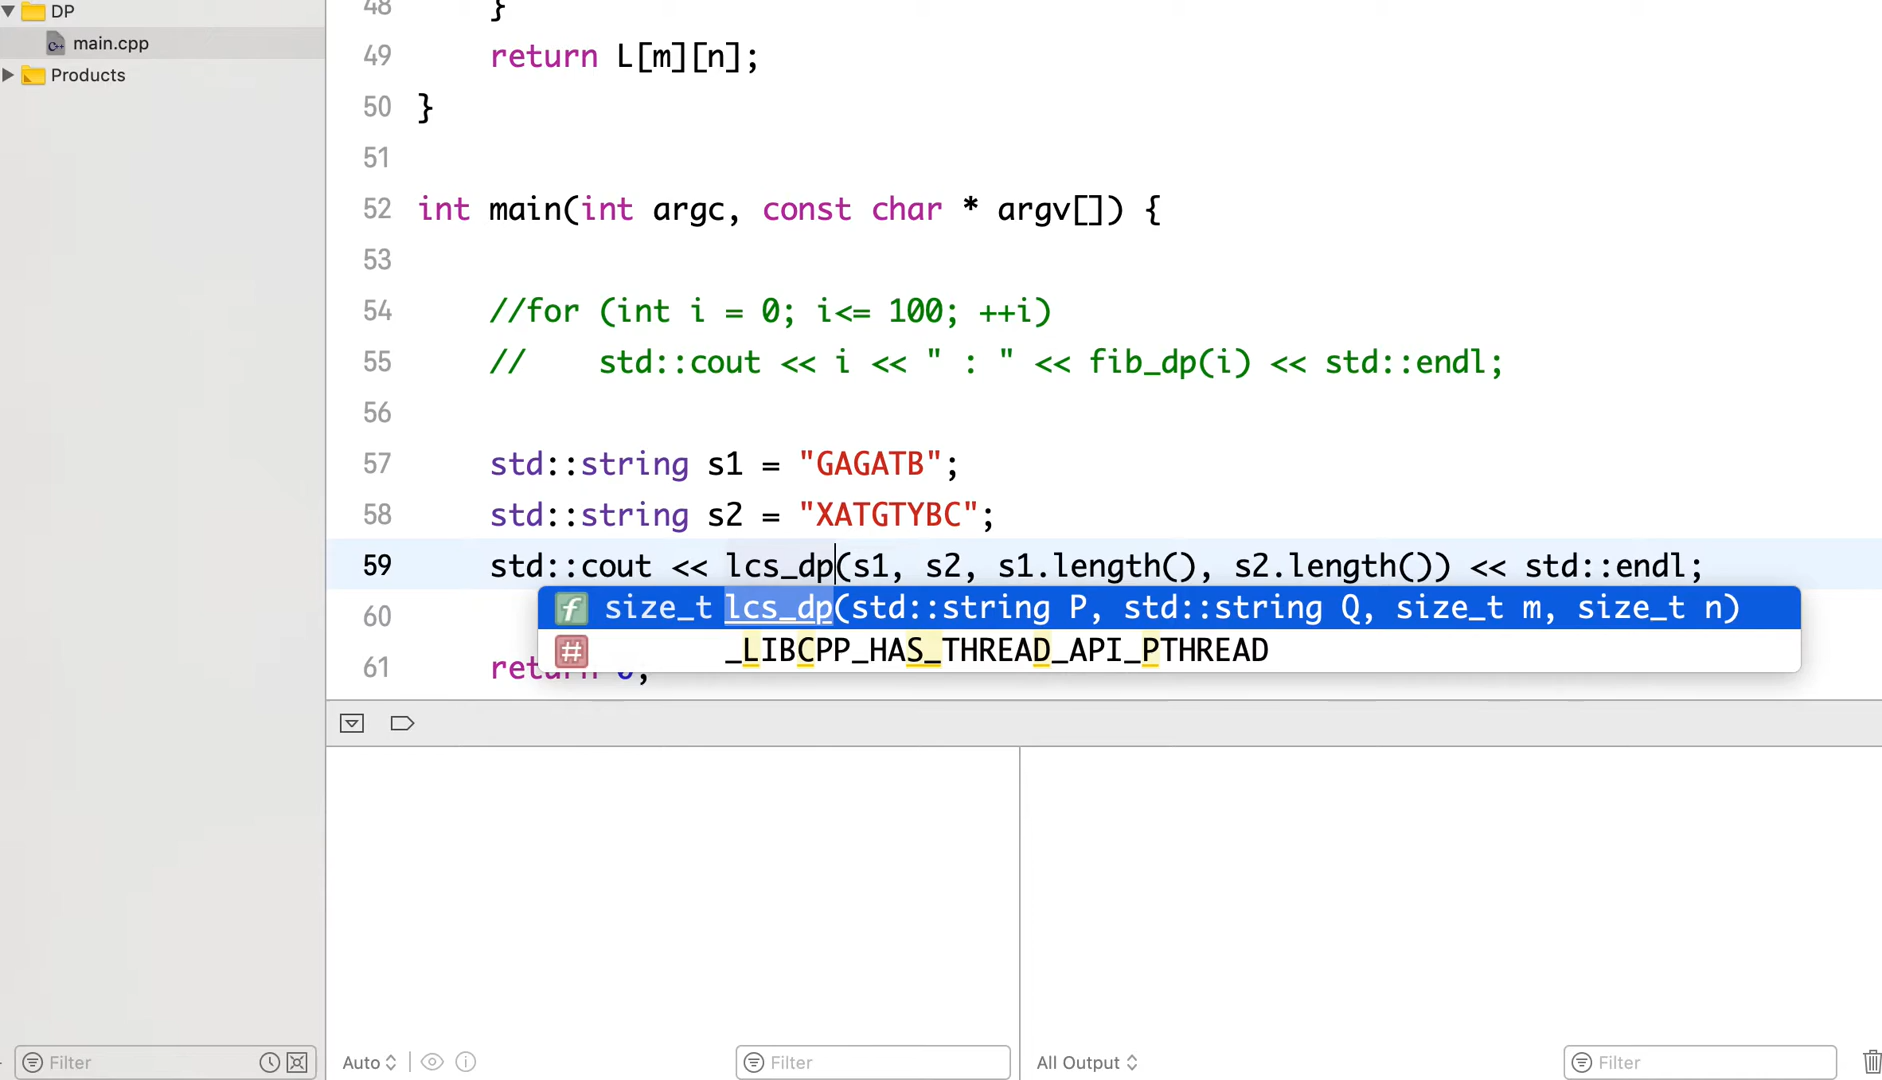 DP
main.cpp
Products
48 }
49 return L[m][n];
50 }
51
52 int main(int argc, const char * argv[]) {
53
54 //for (int i = 0; i<= 100; ++i)
55 // std::cout << i << " : " << fib_dp(i) << std::endl;
56
57 std::string s1 = "GAGATB";
58 std::string s2 = "XATGTYBC";
59 std::cout << lcs_dp(s1, s2, s1.length(), s2.length()) << std::endl;
f size_t lcs_dp(std::string P, std::string Q, size_t m, size_t n)
60
# _LIBCPP_HAS_THREAD_API_PTHREAD
61 return 0;
Filter
Auto
Filter
All Output
Filter